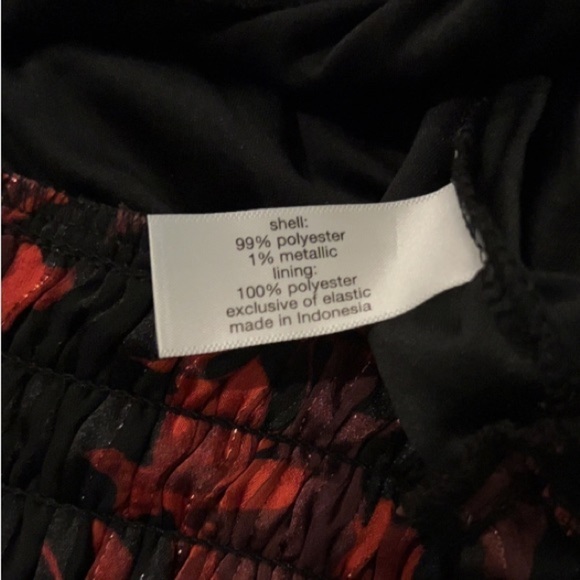 shell:
99% polyester
1% metallic
lining:
100% polyester
exclusive of elastic
made in Indonesia